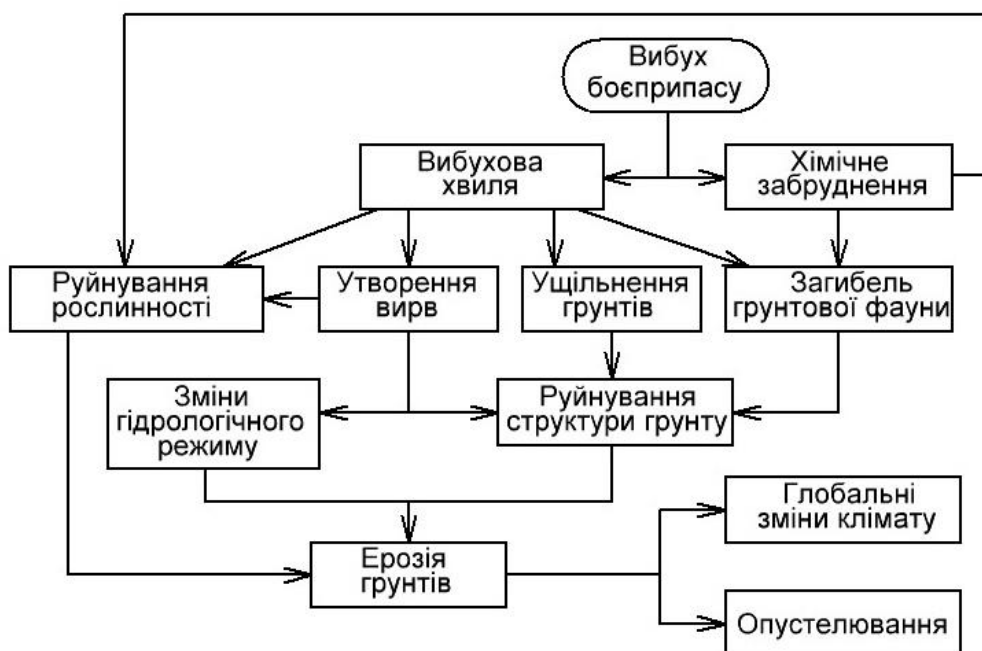 Вибух
боєприпасу
Вибухова
хвиля
Хімічне
забруднення
Руйнування
рослинності
Утворення
вирв
Ущільнення
грунтів
Загибель
грунтової фауни
Зміни
гідрологічного
режиму
Руйнування
структури грунту
Глобальні
зміни клімату
Ерозія
грунтів
Опустелювання